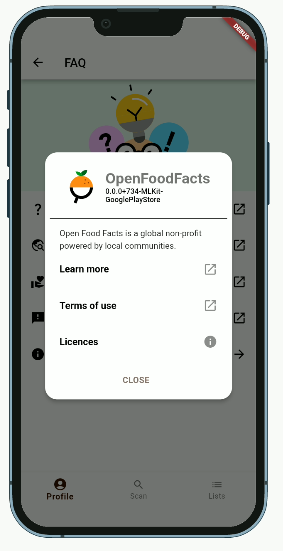 DEBUG
FAQ
? !
OpenFoodFacts
0.0.0+734-MLKit-
GooglePlayStore
Open Food Facts is a global non-profit
powered by local communities.
Learn more
Terms of use
Licences
CLOSE
Profile
Scan
Lists